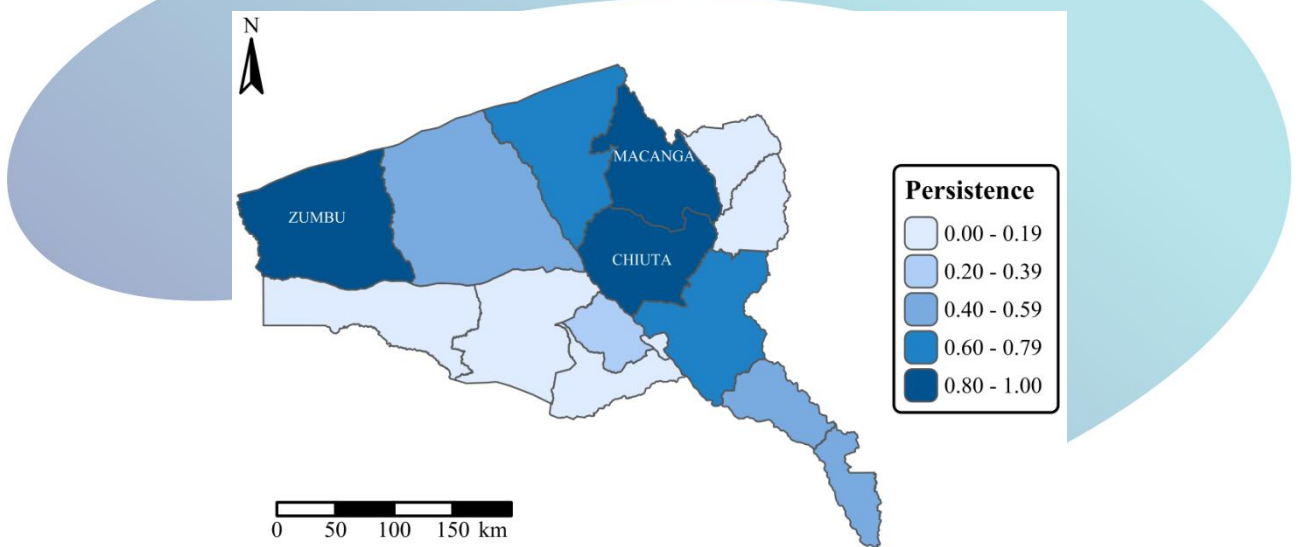 N
MACANGA
ZUMBU
CHIUTA
Persistence
0.00 - 0.19
0.20 - 0.39
0.40 - 0.59
0.60 - 0.79
0.80 - 1.00
0 50 100 150 km